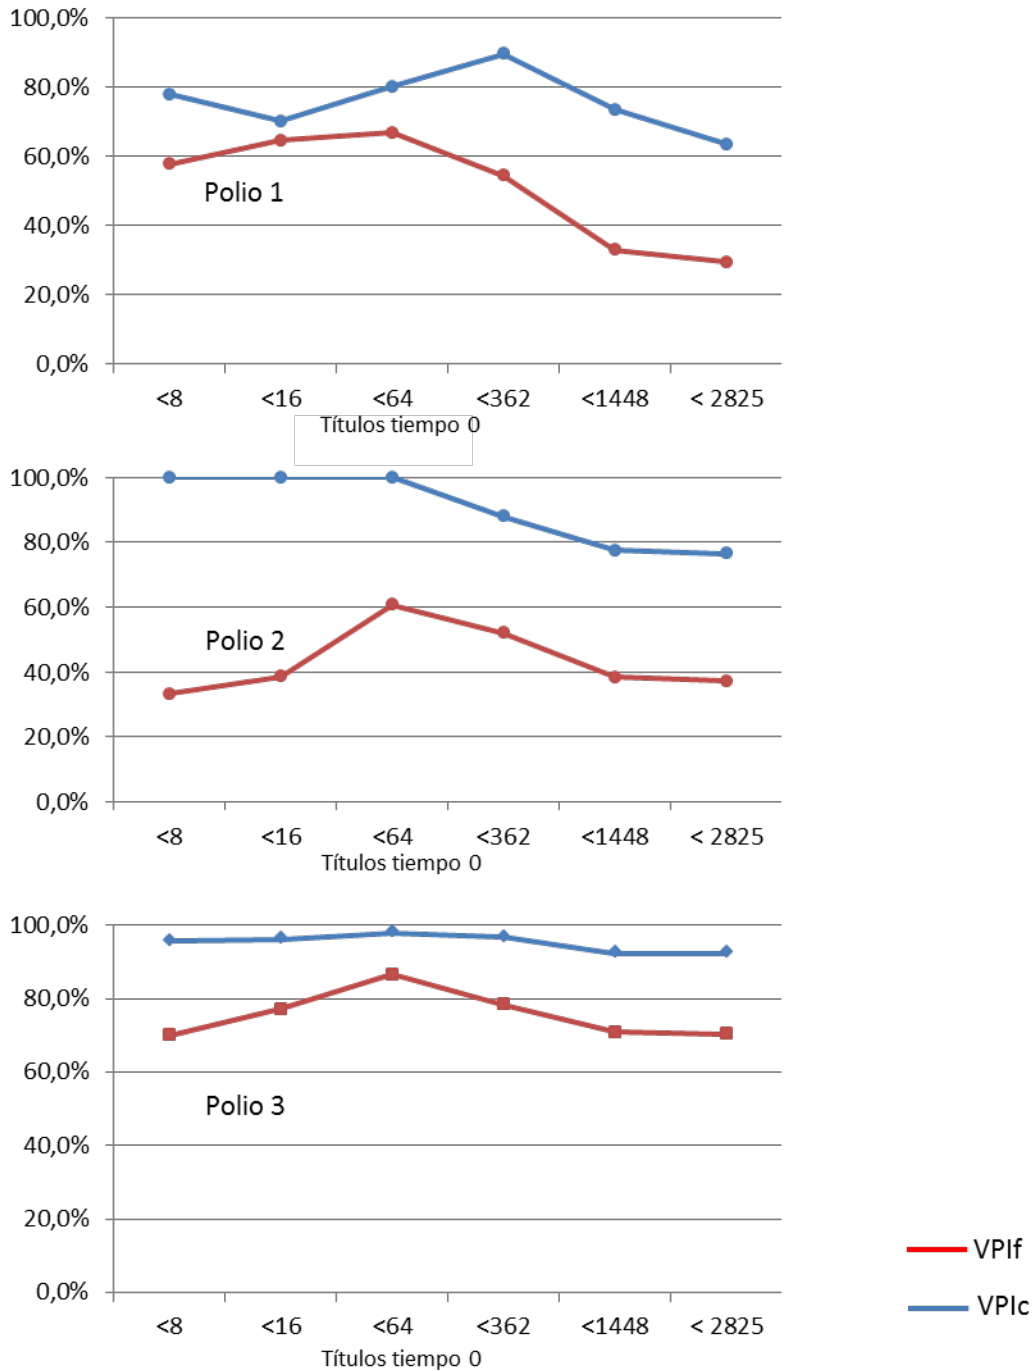 100,0%
80,0%
60,0%
40,0%
20,0%
0,0%
Polio 1
<8 <16 <64 <362 <1448 < 2825
Títulos tiempo 0
100,0%
80,0%
60,0%
40,0%
20,0%
0,0%
Polio 2
<8 <16 <64 <362 <1448 < 2825
Títulos tiempo 0
100,0%
80,0%
60,0%
40,0%
20,0%
0,0%
Polio 3
<8 <16 <64 <362 <1448 < 2825
Títulos tiempo 0
VPIf
VPIc